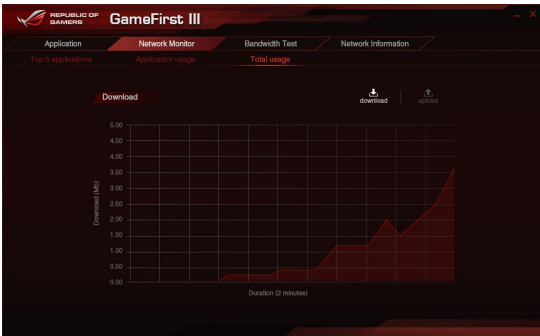 REPUBLIC OF
GAMERS
GameFirst III
Application
Network Monitor
Bandwidth Test
Network Information
Top 5 applications
Application usage
Total usage
Download
download
upload
Download (Mb)
5.00
4.50
4.00
3.50
3.00
2.50
2.00
1.50
1.00
0.50
0.00
Duration (2 minutes)